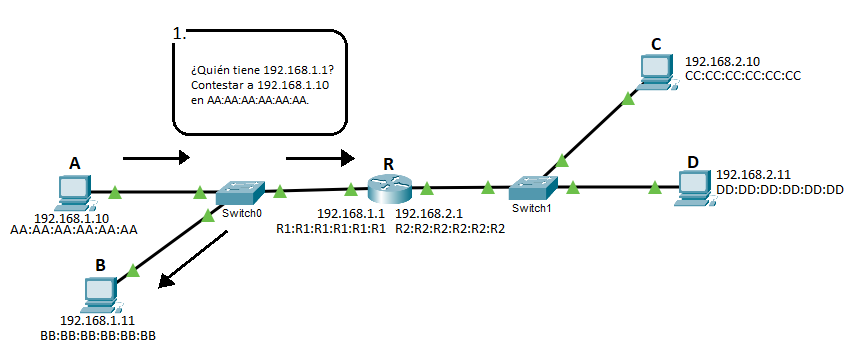 1.
¿Quién tiene 192.168.1.1?
Contestar a 192.168.1.10
en AA:AA:AA:AA:AA:AA.
C
192.168.2.10
CC:CC:CC:CC:CC:CC
A
192.168.1.10
AA:AA:AA:AA:AA:AA
Switch0
R
192.168.1.1
R1:R1:R1:R1:R1:R1
192.168.2.1
R2:R2:R2:R2:R2:R2
Switch1
D
192.168.2.11
DD:DD:DD:DD:DD:DD
B
192.168.1.11
BB:BB:BB:BB:BB:BB